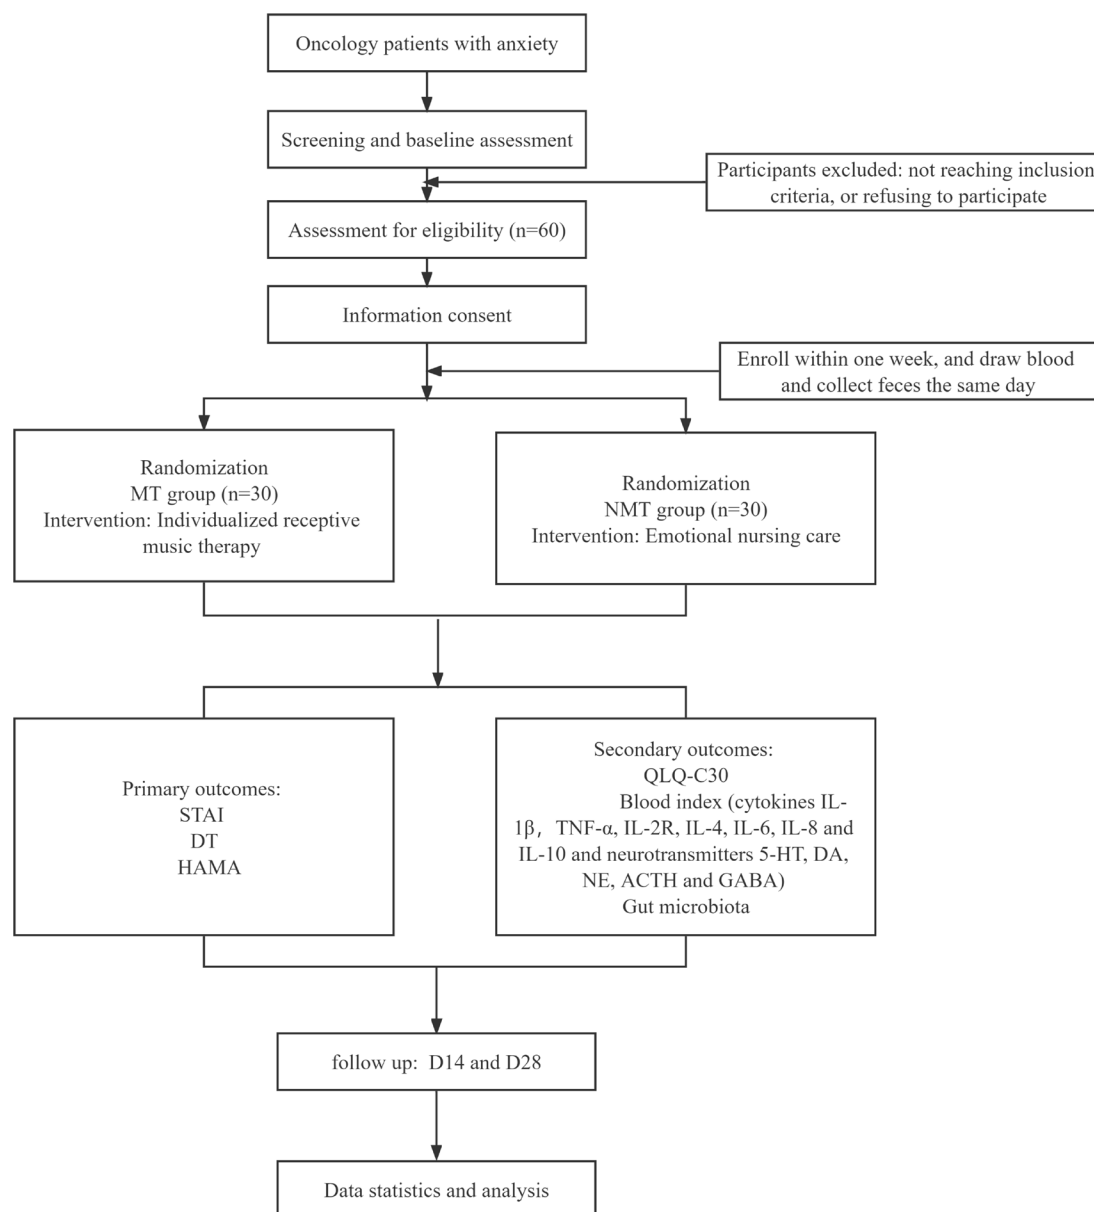 Oncology patients with anxiety
Screening and baseline assessment
Participants excluded: not reaching inclusion
criteria, or refusing to participate
Assessment for eligibility (n=60)
Information consent
Enroll within one week, and draw blood
and collect feces the same day
Randomization
MT group (n=30)
Intervention: Individualized receptive
music therapy
Randomization
NMT group (n=30)
Intervention: Emotional nursing care
Primary outcomes:
STAI
DT
HAMA
Secondary outcomes:
QLQ-C30
Blood index (cytokines IL-
1β，TNF-α, IL-2R, IL-4, IL-6, IL-8 and
IL-10 and neurotransmitters 5-HT, DA,
NE, ACTH and GABA)
Gut microbiota
follow up: D14 and D28
Data statistics and analysis